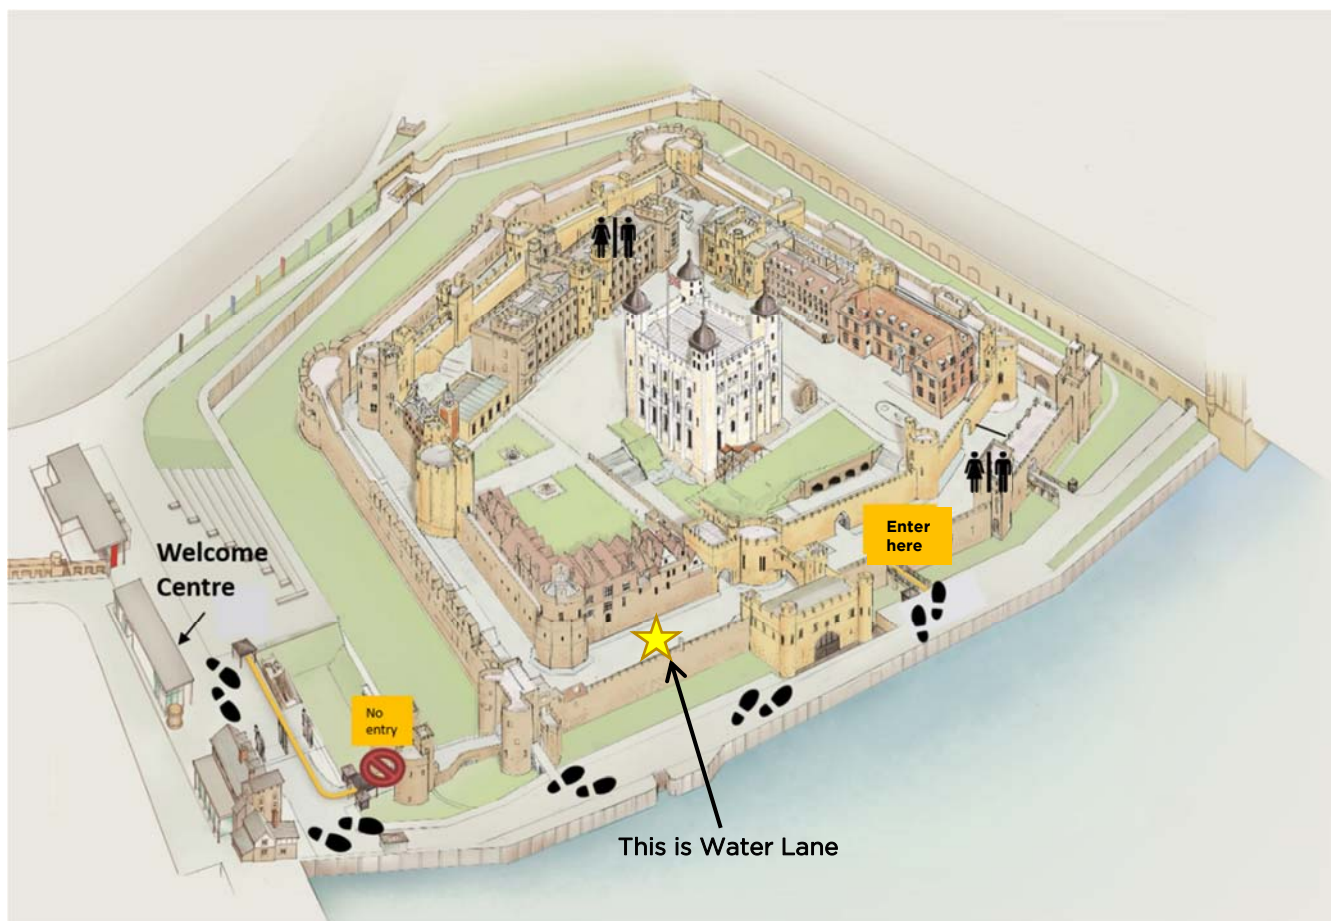 Enter
here
Welcome
Centre
No
entry
This is Water Lane